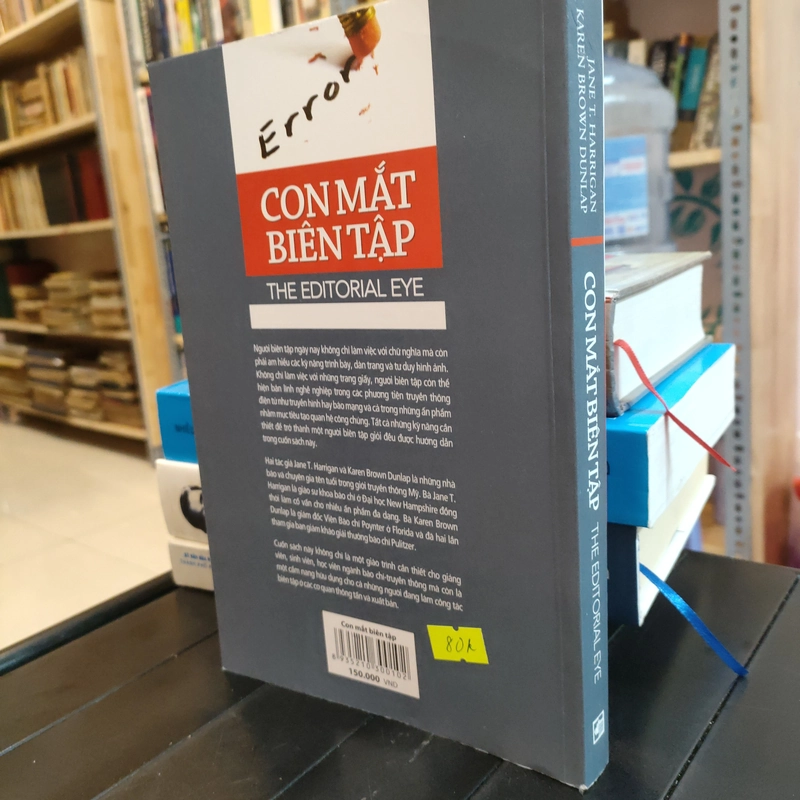 Error
CON MẮT
BIÊN TẬP
THE EDITORIAL EYE
Người biên tập ngày nay không chỉ làm việc với chữ nghĩa mà còn
phải am hiểu các kỹ năng trình bày, dàn trang và tư duy hình ảnh.
Không chỉ làm việc với những trang giấy, người biên tập còn thể
hiện bản lĩnh nghề nghiệp trong các phương tiện truyền thông
điện tử như truyền hình hay báo mạng và cả trong những ấn phẩm
nhằm mục tiêu tạo quan hệ công chúng. Tất cả những kỹ năng cần
thiết để trở thành một người biên tập giỏi đều được hướng dẫn
trong cuốn sách này.
Hai tác giả Jane T. Harrigan và Karen Brown Dunlap là những nhà
báo và chuyên gia tên tuổi trong giới truyền thông Mỹ. Bà Jane T.
Harrigan là giáo sư khoa báo chí ở Đại học New Hampshire đồng
thời làm cố vấn cho nhiều ấn phẩm đa dạng. Bà Karen Brown
Dunlap là giám đốc Viện Báo chí Poynter ở Florida và đã hai lần
tham gia ban giám khảo giải thưởng báo chí Pulitzer.
Cuốn sách này không chỉ là một giáo trình cần thiết cho giảng
viên, sinh viên, học viên ngành báo chí-truyền thông mà còn là
một cẩm nang hữu dụng cho cả những người đang làm công tác
biên tập ở các cơ quan thông tấn và xuất bản.
Con mắt biên tập
8935210300102
150.000 VND
80k
JANE T. HARRIGAN
KAREN BROWN DUNLAP
CON MẮT BIÊN TẬP THE EDITORIAL EYE